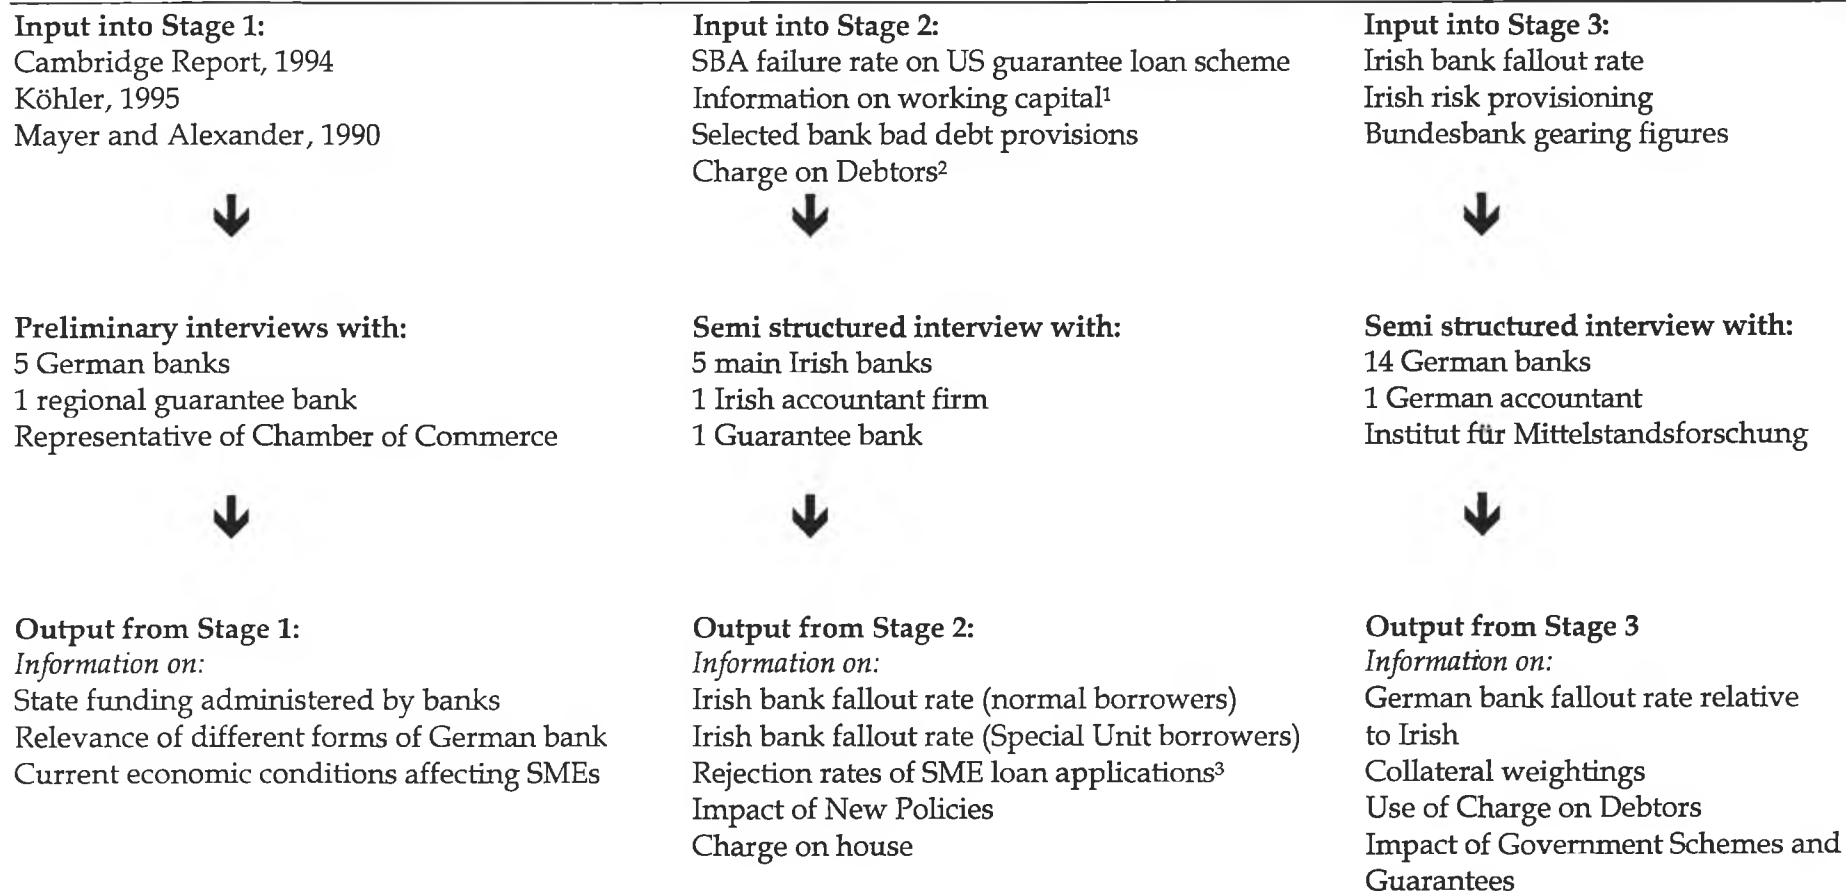 Input into Stage 1:
Cambridge Report, 1994
Köhler, 1995
Mayer and Alexander, 1990
Input into Stage 2:
SBA failure rate on US guarantee loan scheme
Information on working capital¹
Selected bank bad debt provisions
Charge on Debtors²
Input into Stage 3:
Irish bank fallout rate
Irish risk provisioning
Bundesbank gearing figures
Preliminary interviews with:
5 German banks
1 regional guarantee bank
Representative of Chamber of Commerce
Semi structured interview with:
5 main Irish banks
1 Irish accountant firm
1 Guarantee bank
Semi structured interview with:
14 German banks
1 German accountant
Institut für Mittelstandsforschung
Output from Stage 1:
Information on:
State funding administered by banks
Relevance of different forms of German bank
Current economic conditions affecting SMEs
Output from Stage 2:
Information on:
Irish bank fallout rate (normal borrowers)
Irish bank fallout rate (Special Unit borrowers)
Rejection rates of SME loan applications³
Impact of New Policies
Charge on house
Output from Stage 3
Information on:
German bank fallout rate relative
to Irish
Collateral weightings
Use of Charge on Debtors
Impact of Government Schemes and
Guarantees